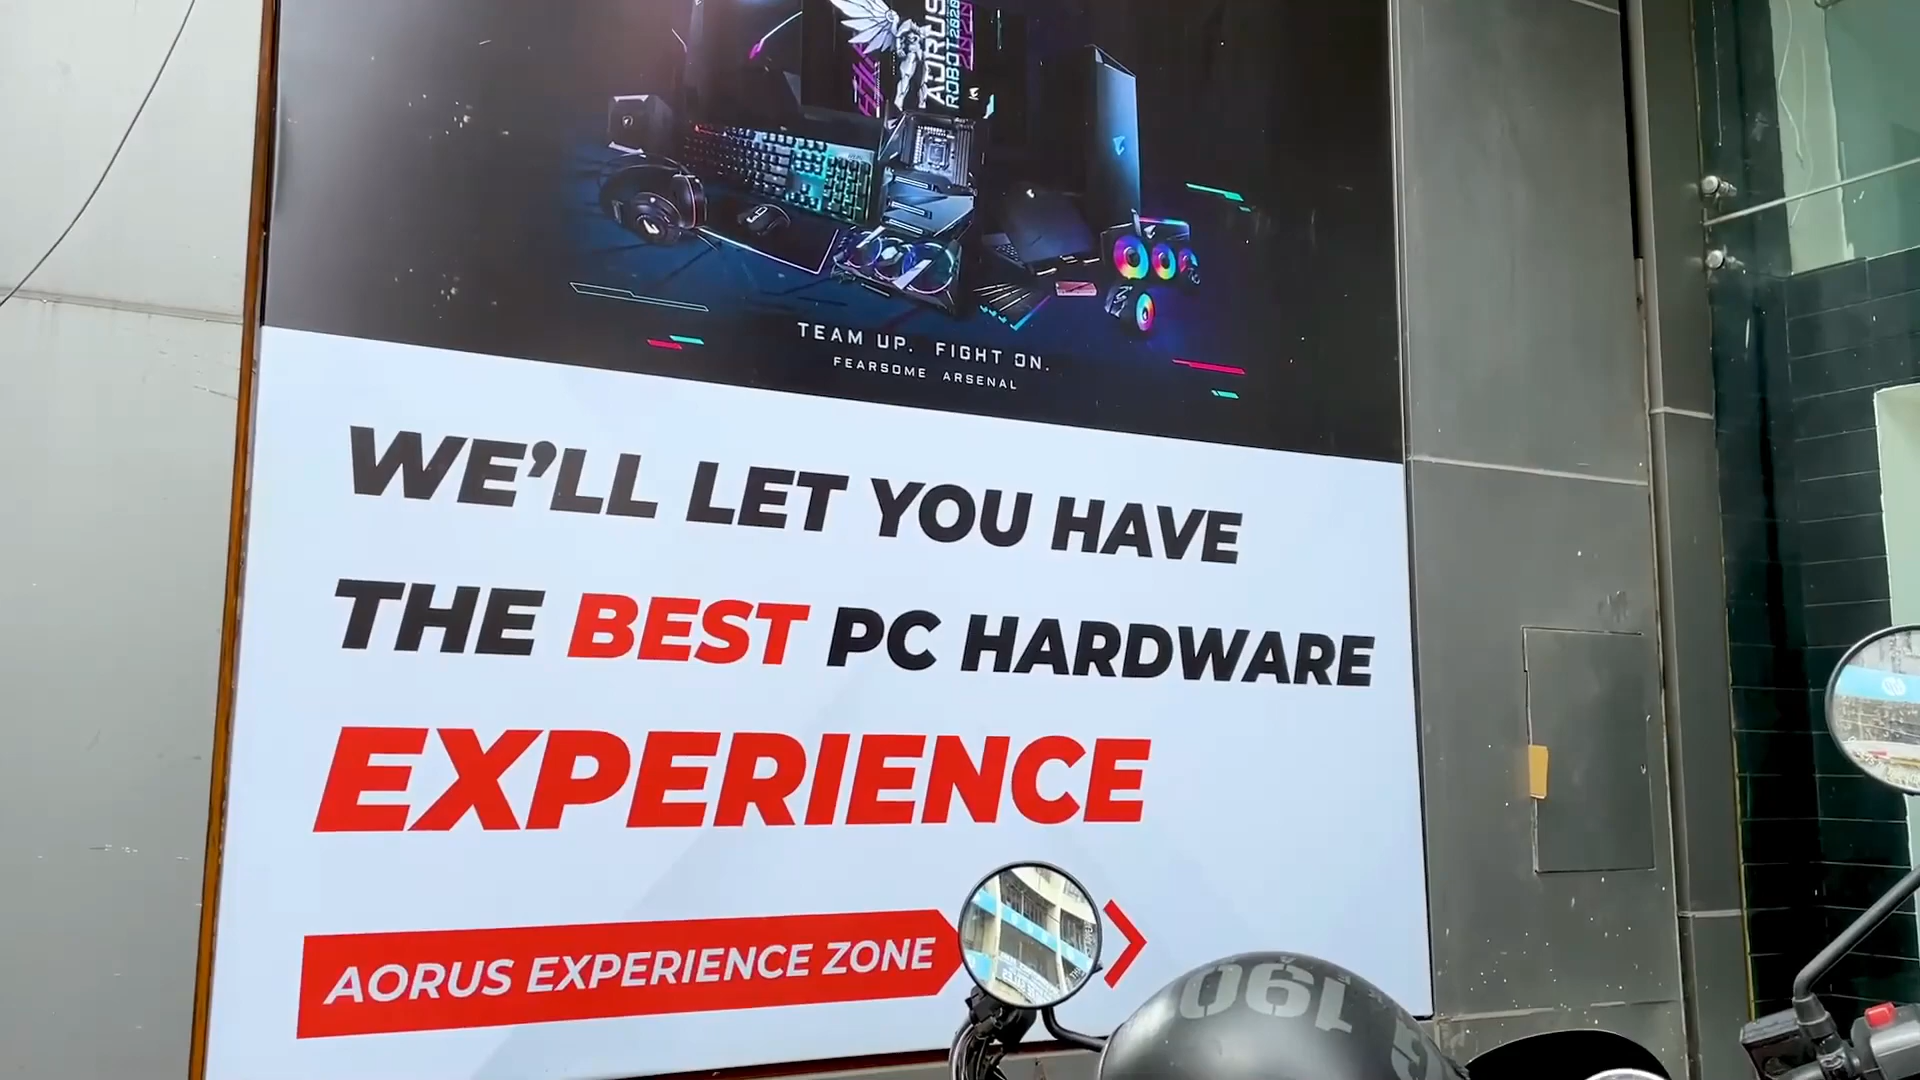 AORUS
ROBOT 2020
TEAM UP. FIGHT ON.
FEARSOME ARSENAL
WE'LL LET YOU HAVE
THE BEST PC HARDWARE
EXPERIENCE
AORUS EXPERIENCE ZONE